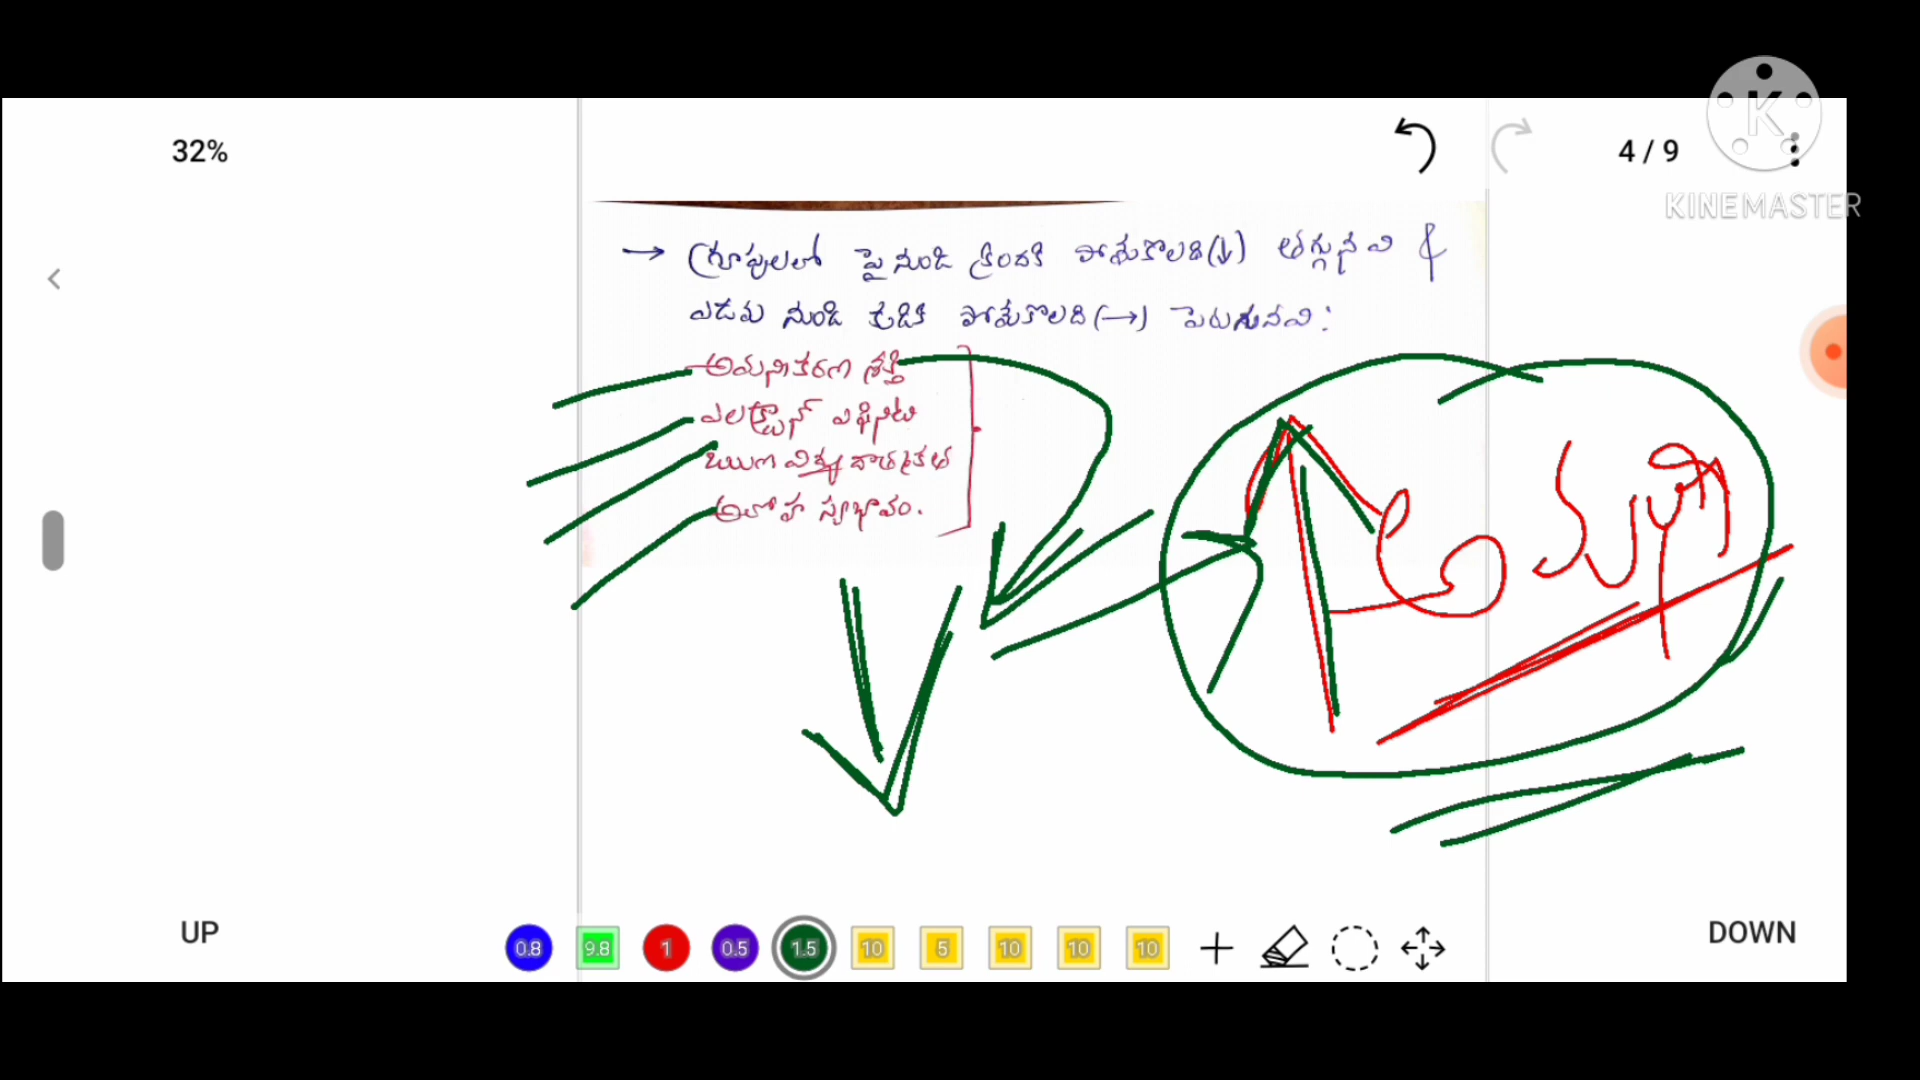 32%
4 / 9
KINEMASTER
→ గ్రూపులలో పై నుండి క్రిందకి పోయేకొలది(↓) తగ్గునవి &
ఎడమ నుండి కుడికి పోయేకొలది(→) పెరుగునవి:
అయనీకరణ శక్తి
ఎలక్ట్రాన్ ఎఫినిటి
ఋణ విద్యుదాత్మకత
అలోహ స్వభావం.
UP
DOWN
0.8 9.8 1 0.5 1.5 10 5 10 10 10